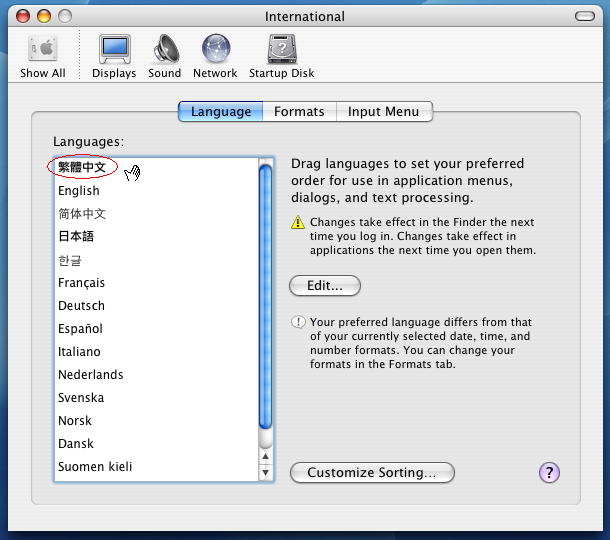 International
Show All
Displays
Sound
Network
Startup Disk
Language
Formats
Input Menu
Languages:
繁體中文
English
简体中文
日本語
한글
Français
Deutsch
Español
Italiano
Nederlands
Svenska
Norsk
Dansk
Suomen kieli
Drag languages to set your preferred
order for use in application menus,
dialogs, and text processing.
Changes take effect in the Finder the next
time you log in. Changes take effect in
applications the next time you open them.
Edit...
Your preferred language differs from that
of your currently selected date, time, and
number formats. You can change your
formats in the Formats tab.
Customize Sorting...
?